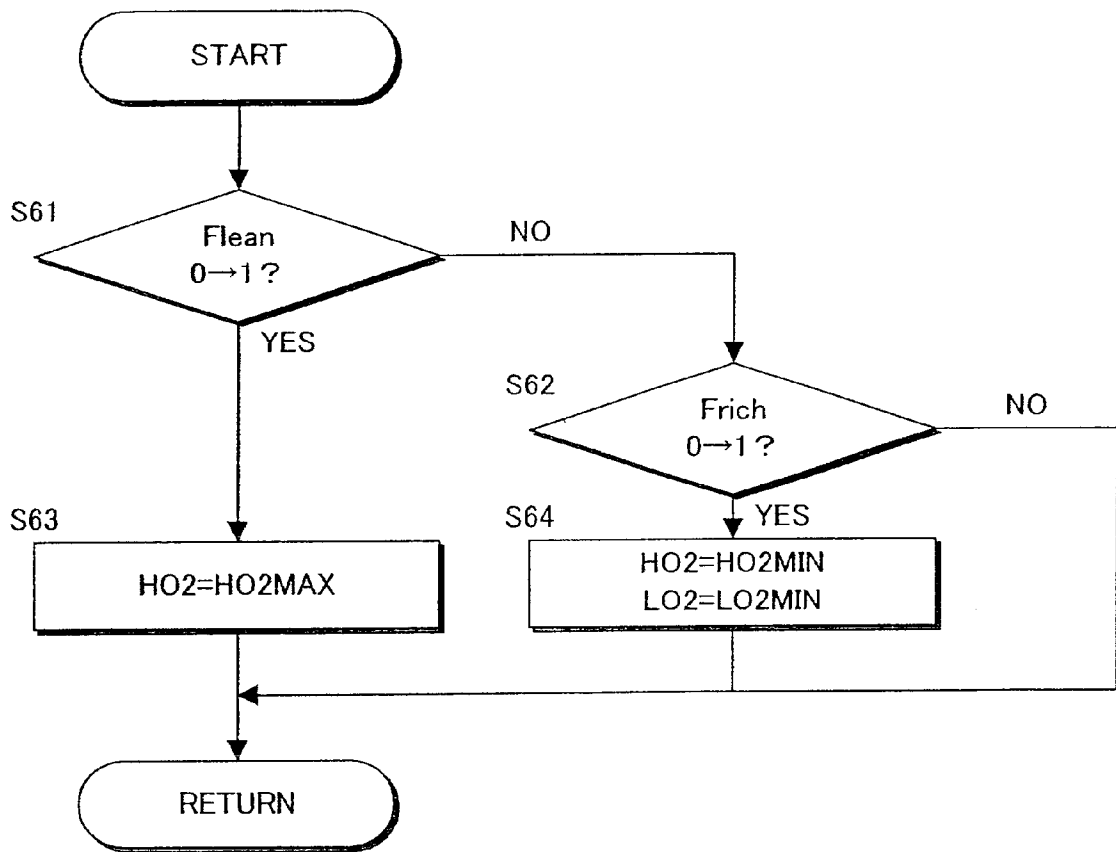 START
S61
Flean
0→1?
NO
YES
S62
Frich
0→1?
NO
YES
S63
HO2=HO2MAX
S64
HO2=HO2MIN
LO2=LO2MIN
RETURN